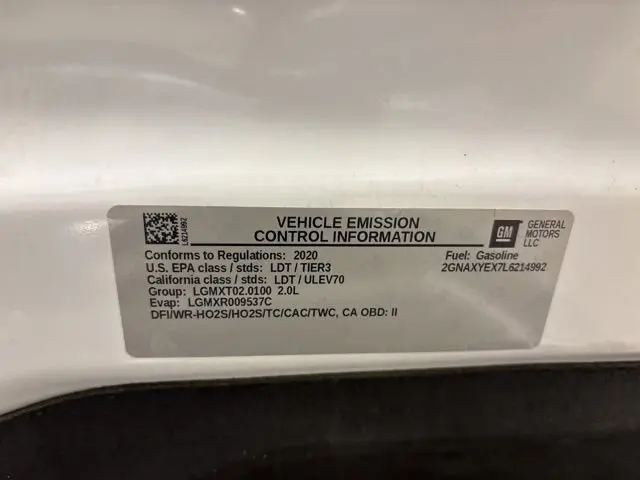 L6214992
VEHICLE EMISSION
CONTROL INFORMATION
GM
GENERAL
MOTORS
LLC
Conforms to Regulations: 2020
Fuel: Gasoline
U.S. EPA class / stds: LDT / TIER3
2GNAXYEX7L6214992
California class / stds: LDT / ULEV70
Group: LGMXT02.0100 2.0L
Evap: LGMXR009537C
DFI/WR-HO2S/HO2S/TC/CAC/TWC, CA OBD: II